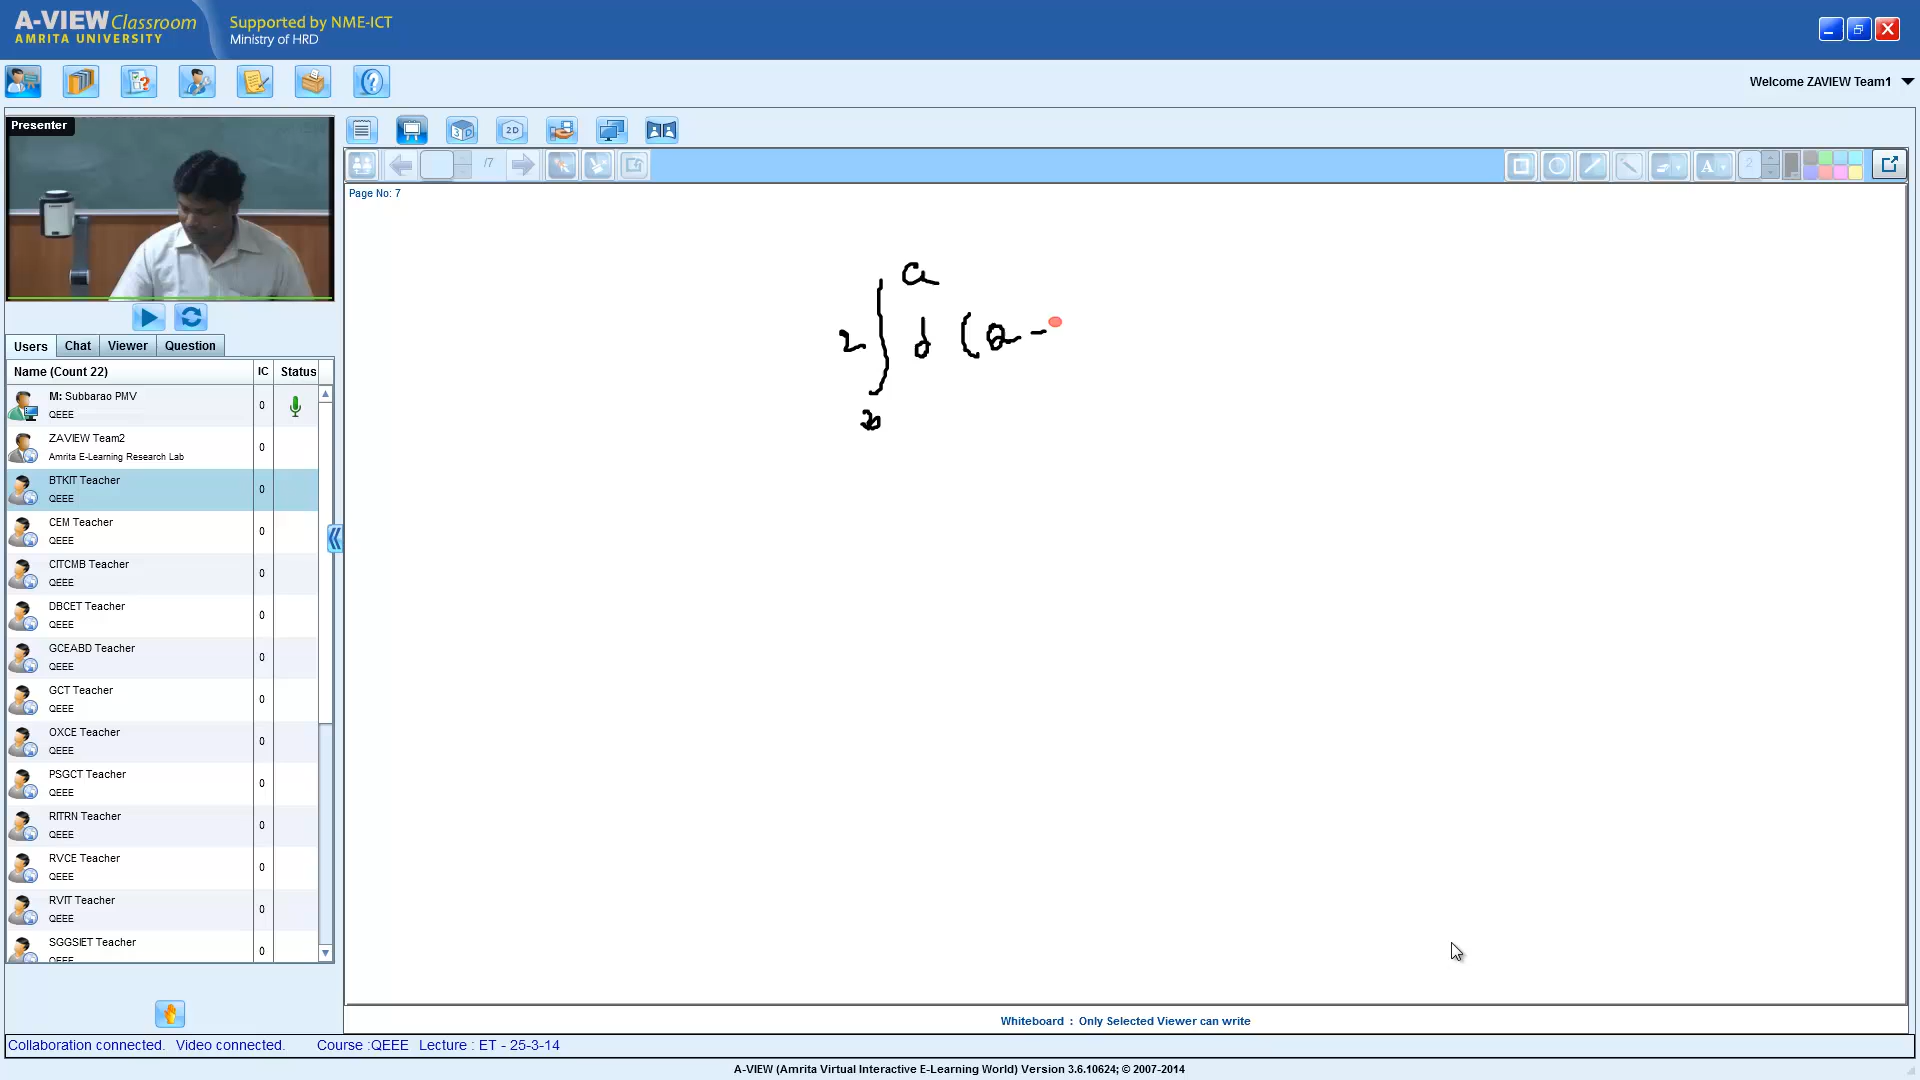 A-VIEW Classroom
AMRITA UNIVERSITY
Supported by NME-ICT
Ministry of HRD
Welcome ZAVIEW Team1
Presenter
3D
2D
/7
A
2
Page No: 7
a
2 ∫ d (Q -
Users Chat Viewer Question
Name (Count 22) IC Status
M: Subbarao PMV
QEEE
0
ZAVIEW Team2
Amrita E-Learning Research Lab
0
BTKIT Teacher
QEEE
0
CEM Teacher
QEEE
0
CITCMB Teacher
QEEE
0
DBCET Teacher
QEEE
0
GCEABD Teacher
QEEE
0
GCT Teacher
QEEE
0
OXCE Teacher
QEEE
0
PSGCT Teacher
QEEE
0
RITRN Teacher
QEEE
0
RVCE Teacher
QEEE
0
RVIT Teacher
QEEE
0
SGGSIET Teacher
QEEE
0
Whiteboard : Only Selected Viewer can write
Collaboration connected. Video connected. Course :QEEE Lecture : ET - 25-3-14
A-VIEW (Amrita Virtual Interactive E-Learning World) Version 3.6.10624; © 2007-2014